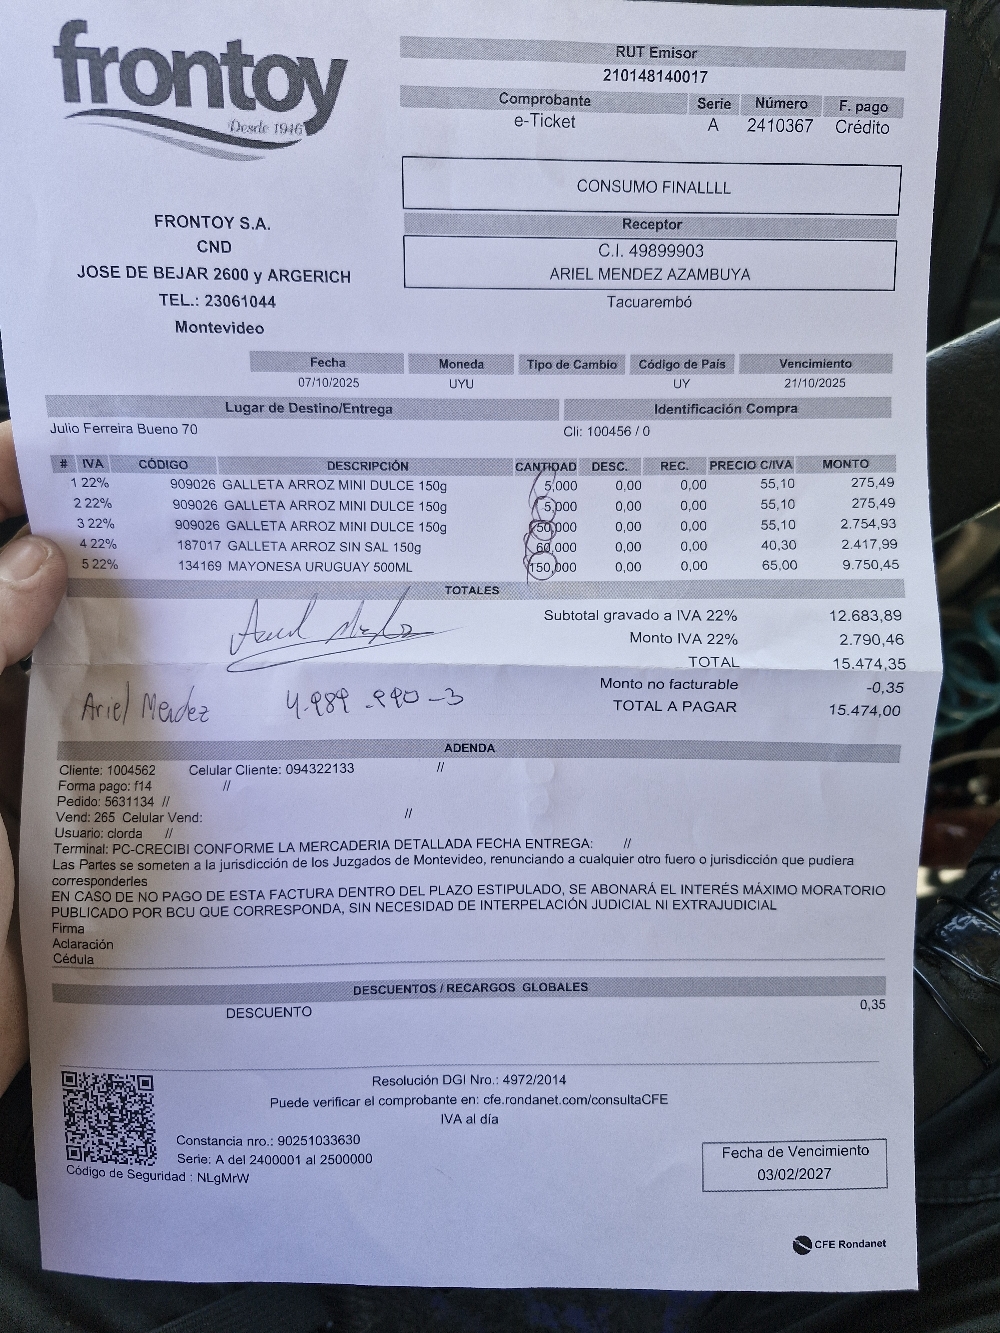 frontoy
Desde 1946
RUT Emisor
210148140017
Comprobante Serie Número F. pago
e-Ticket A 2410367 Crédito
CONSUMO FINALLLL
Receptor
C.I. 49899903
ARIEL MENDEZ AZAMBUYA
Tacuarembó
FRONTOY S.A.
CND
JOSE DE BEJAR 2600 y ARGERICH
TEL.: 23061044
Montevideo
Fecha Moneda Tipo de Cambio Código de País Vencimiento
07/10/2025 UYU UY 21/10/2025
Lugar de Destino/Entrega Identificación Compra
Julio Ferreira Bueno 70 Cli: 100456 / 0
# IVA CÓDIGO DESCRIPCIÓN CANTIDAD DESC. REC. PRECIO C/IVA MONTO
1 22% 909026 GALLETA ARROZ MINI DULCE 150g 5,000 0,00 0,00 55,10 275,49
2 22% 909026 GALLETA ARROZ MINI DULCE 150g 5,000 0,00 0,00 55,10 275,49
3 22% 909026 GALLETA ARROZ MINI DULCE 150g 50,000 0,00 0,00 55,10 2.754,93
4 22% 187017 GALLETA ARROZ SIN SAL 150g 60,000 0,00 0,00 40,30 2.417,99
5 22% 134169 MAYONESA URUGUAY 500ML 150,000 0,00 0,00 65,00 9.750,45
TOTALES
Subtotal gravado a IVA 22% 12.683,89
Monto IVA 22% 2.790,46
TOTAL 15.474,35
Monto no facturable -0,35
TOTAL A PAGAR 15.474,00
Ariel Mendez 4.989.990-3
ADENDA
Cliente: 1004562 Celular Cliente: 094322133 //
Forma pago: f14 //
Pedido: 5631134 //
Vend: 265 Celular Vend: //
Usuario: clorda //
Terminal: PC-CRECIBI CONFORME LA MERCADERIA DETALLADA FECHA ENTREGA: //
Las Partes se someten a la jurisdicción de los Juzgados de Montevideo, renunciando a cualquier otro fuero o jurisdicción que pudiera
corresponderles
EN CASO DE NO PAGO DE ESTA FACTURA DENTRO DEL PLAZO ESTIPULADO, SE ABONARÁ EL INTERÉS MÁXIMO MORATORIO
PUBLICADO POR BCU QUE CORRESPONDA, SIN NECESIDAD DE INTERPELACIÓN JUDICIAL NI EXTRAJUDICIAL
Firma
Aclaración
Cédula
DESCUENTOS / RECARGOS GLOBALES
DESCUENTO 0,35
Resolución DGI Nro.: 4972/2014
Puede verificar el comprobante en: cfe.rondanet.com/consultaCFE
IVA al día
Constancia nro.: 90251033630
Serie: A del 2400001 al 2500000
Código de Seguridad : NLgMrW
Fecha de Vencimiento
03/02/2027
CFE Rondanet